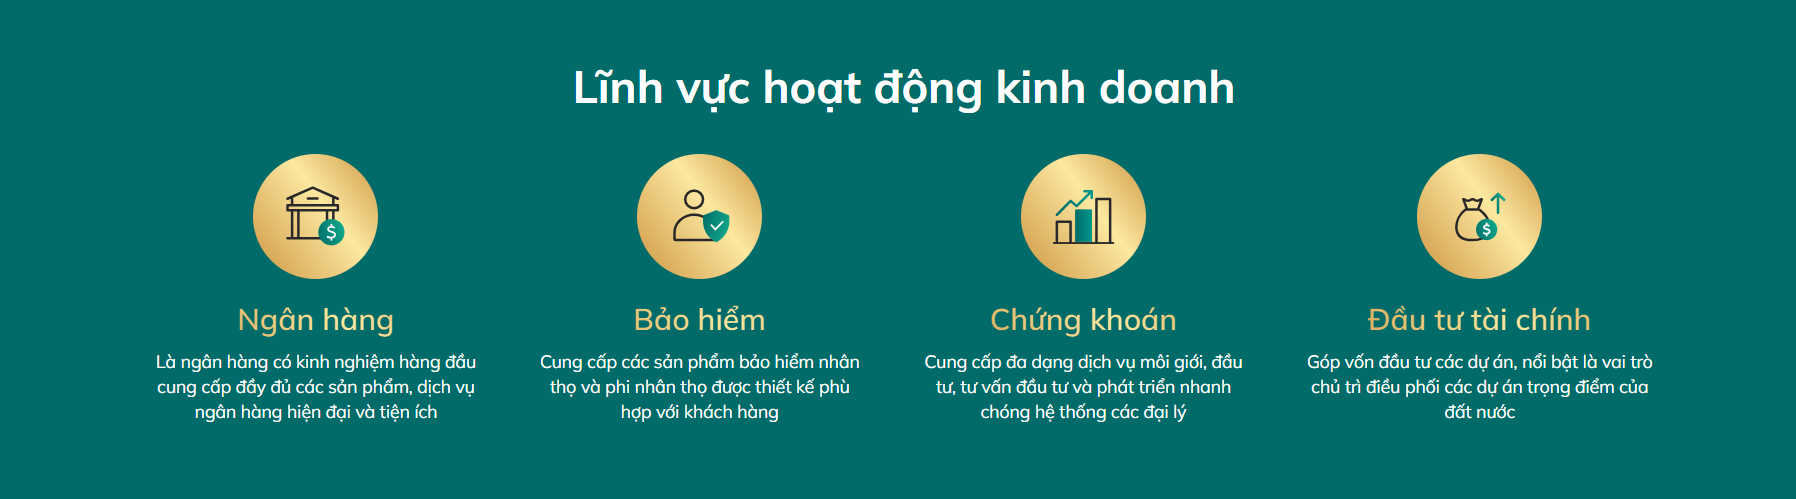 Lĩnh vực hoạt động kinh doanh
Ngân hàng
Là ngân hàng có kinh nghiệm hàng đầu
cung cấp đầy đủ các sản phẩm, dịch vụ
ngân hàng hiện đại và tiện ích
Bảo hiểm
Cung cấp các sản phẩm bảo hiểm nhân
thọ và phi nhân thọ được thiết kế phù
hợp với khách hàng
Chứng khoán
Cung cấp đa dạng dịch vụ môi giới, đầu
tư, tư vấn đầu tư và phát triển nhanh
chóng hệ thống các đại lý
Đầu tư tài chính
Góp vốn đầu tư các dự án, nổi bật là vai trò
chủ trì điều phối các dự án trọng điểm của
đất nước